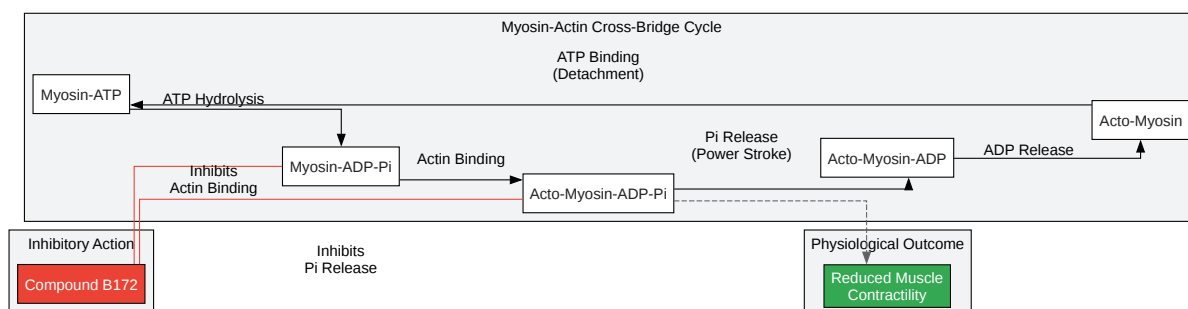 Myosin-Actin Cross-Bridge Cycle
ATP Binding
(Detachment)
Myosin-ATP
ATP Hydrolysis
Acto-Myosin
Pi Release
(Power Stroke)
Acto-Myosin-ADP
ADP Release
Myosin-ADP-Pi
Actin Binding
Inhibits
Actin Binding
Acto-Myosin-ADP-Pi
Inhibitory Action
Compound B172
Inhibits
Pi Release
Physiological Outcome
Reduced Muscle
Contractility